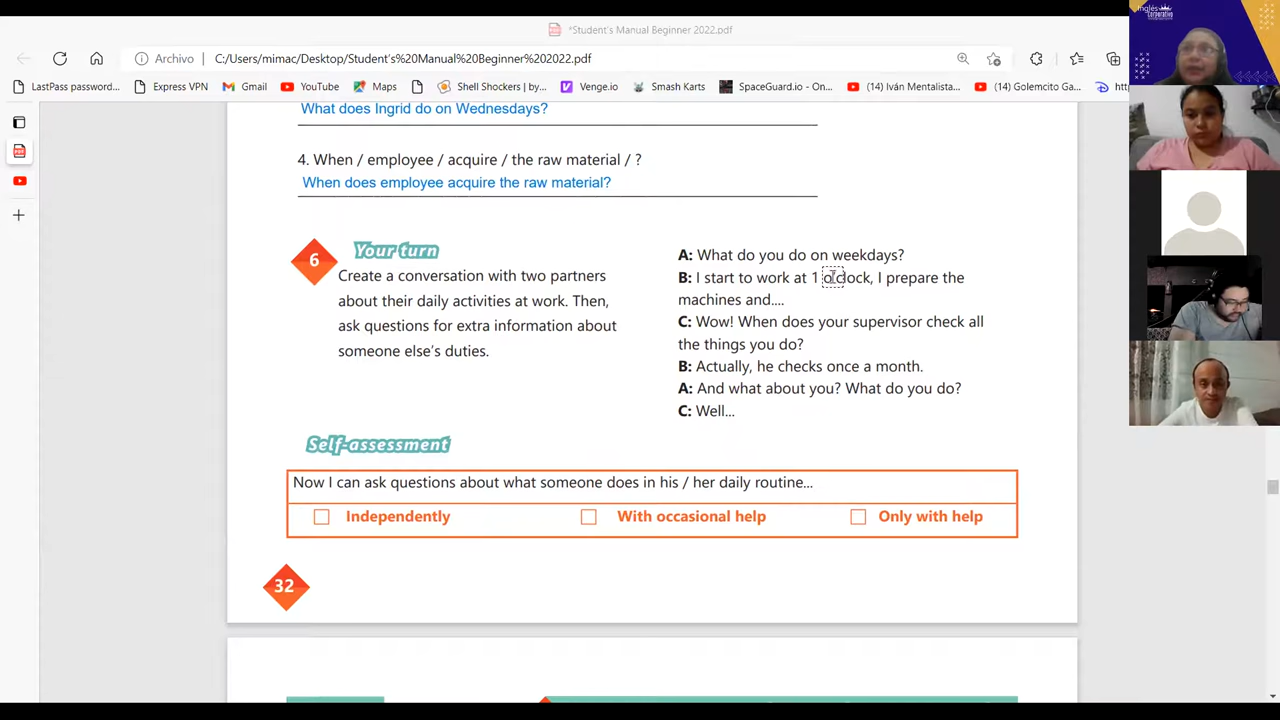 *Student's Manual Beginner 2022.pdf
Archivo C:/Users/mimac/Desktop/Student's%20Manual%20Beginner%202022.pdf
LastPass password... Express VPN Gmail YouTube Maps Shell Shockers | by... Venge.io Smash Karts SpaceGuard.io - On... (14) Iván Mentalista... (14) Golemcito Ga... htt
Inglés
Corporativo
What does Ingrid do on Wednesdays?
4. When / employee / acquire / the raw material / ?
When does employee acquire the raw material?
6
Your turn
Create a conversation with two partners
about their daily activities at work. Then,
ask questions for extra information about
someone else's duties.
A: What do you do on weekdays?
B: I start to work at 1 o'clock, I prepare the
machines and....
C: Wow! When does your supervisor check all
the things you do?
B: Actually, he checks once a month.
A: And what about you? What do you do?
C: Well...
Self-assessment
Now I can ask questions about what someone does in his / her daily routine...
Independently With occasional help Only with help
32